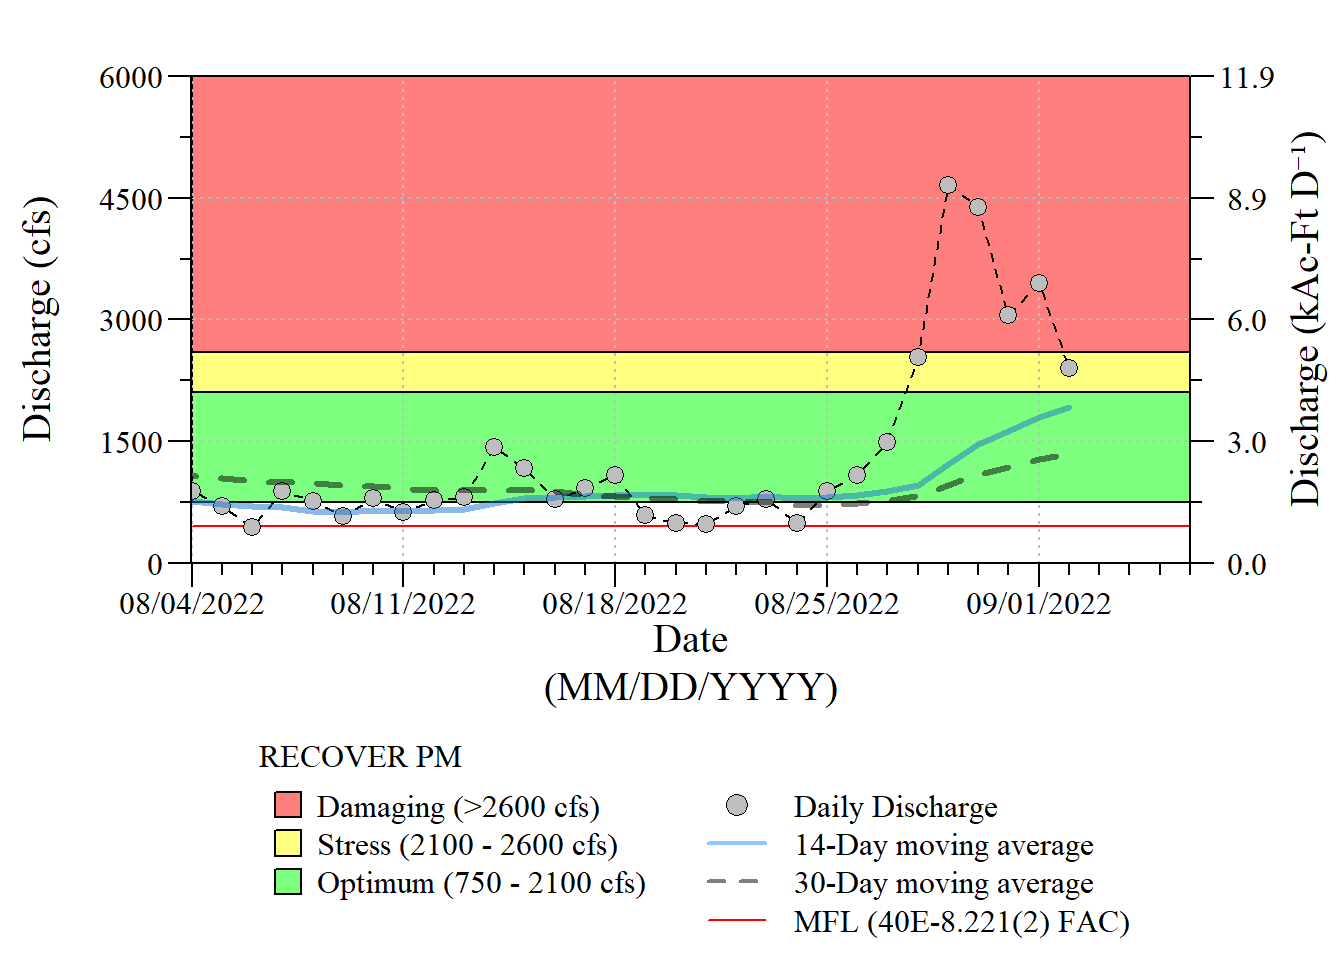 6000
4500
3000
1500
0
Discharge (cfs)
11.9
8.9
6.0
3.0
0.0
Discharge (kAc-Ft D⁻¹)
08/04/2022 08/11/2022 08/18/2022 08/25/2022 09/01/2022
Date
(MM/DD/YYYY)
RECOVER PM
Damaging (>2600 cfs)
Stress (2100 - 2600 cfs)
Optimum (750 - 2100 cfs)
Daily Discharge
14-Day moving average
30-Day moving average
MFL (40E-8.221(2) FAC)